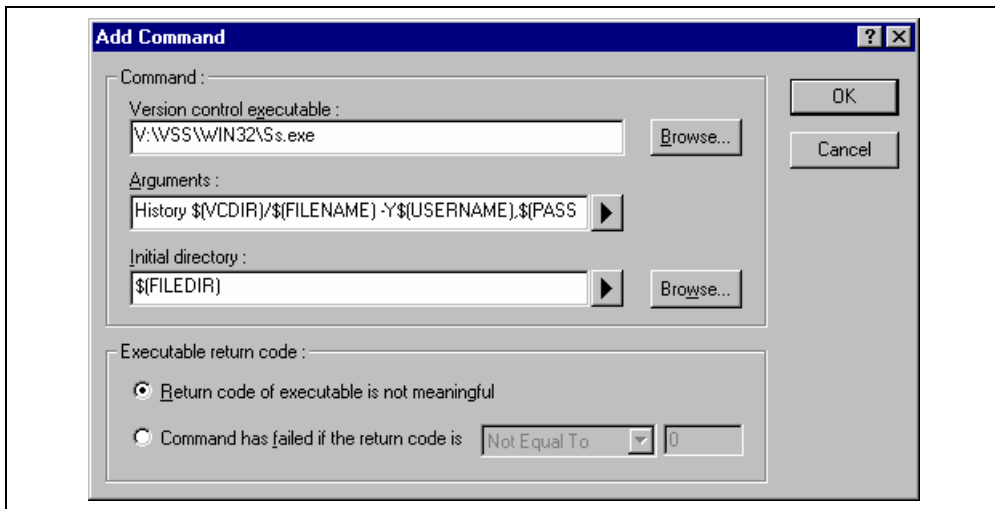 Add Command
Command :
Version control executable :
V:\VSS\WIN32\Ss.exe
Browse...
Arguments :
History $(VCDIR)/$(FILENAME) -Y$(USERNAME),$(PASS
Initial directory :
$(FILEDIR)
Browse...
Executable return code :
Return code of executable is not meaningful
Command has failed if the return code is
Not Equal To
0
OK
Cancel